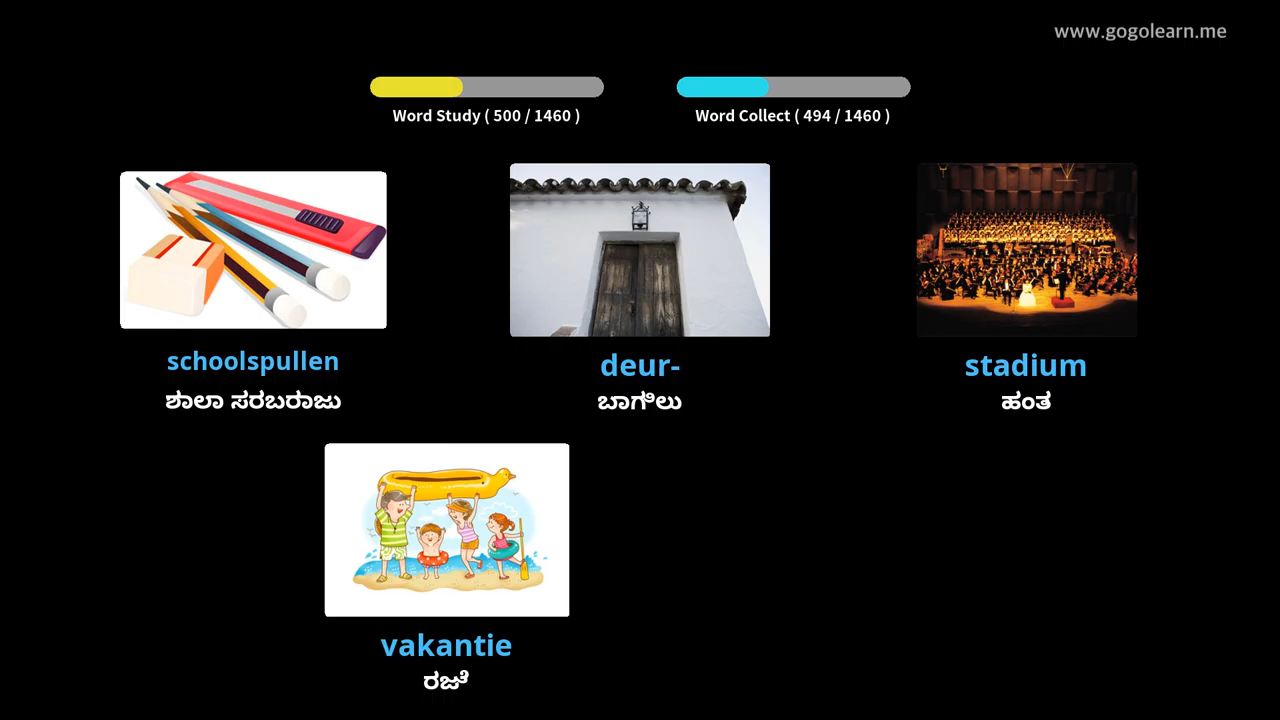 www.gogolearn.me
Word Study ( 500 / 1460 )
Word Collect ( 494 / 1460 )
schoolspullen
ಶಾಲಾ ಸರಬರಾಜು
deur-
ಬಾಗಿಲು
stadium
ಹಂತ
vakantie
ರಜೆ